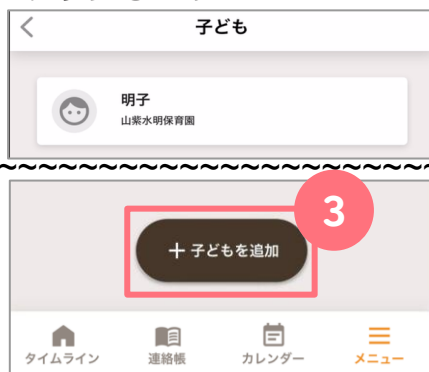 子ども
明子
山紫水明保育園
3
+ 子どもを追加
タイムライン
連絡帳
カレンダー
メニュー